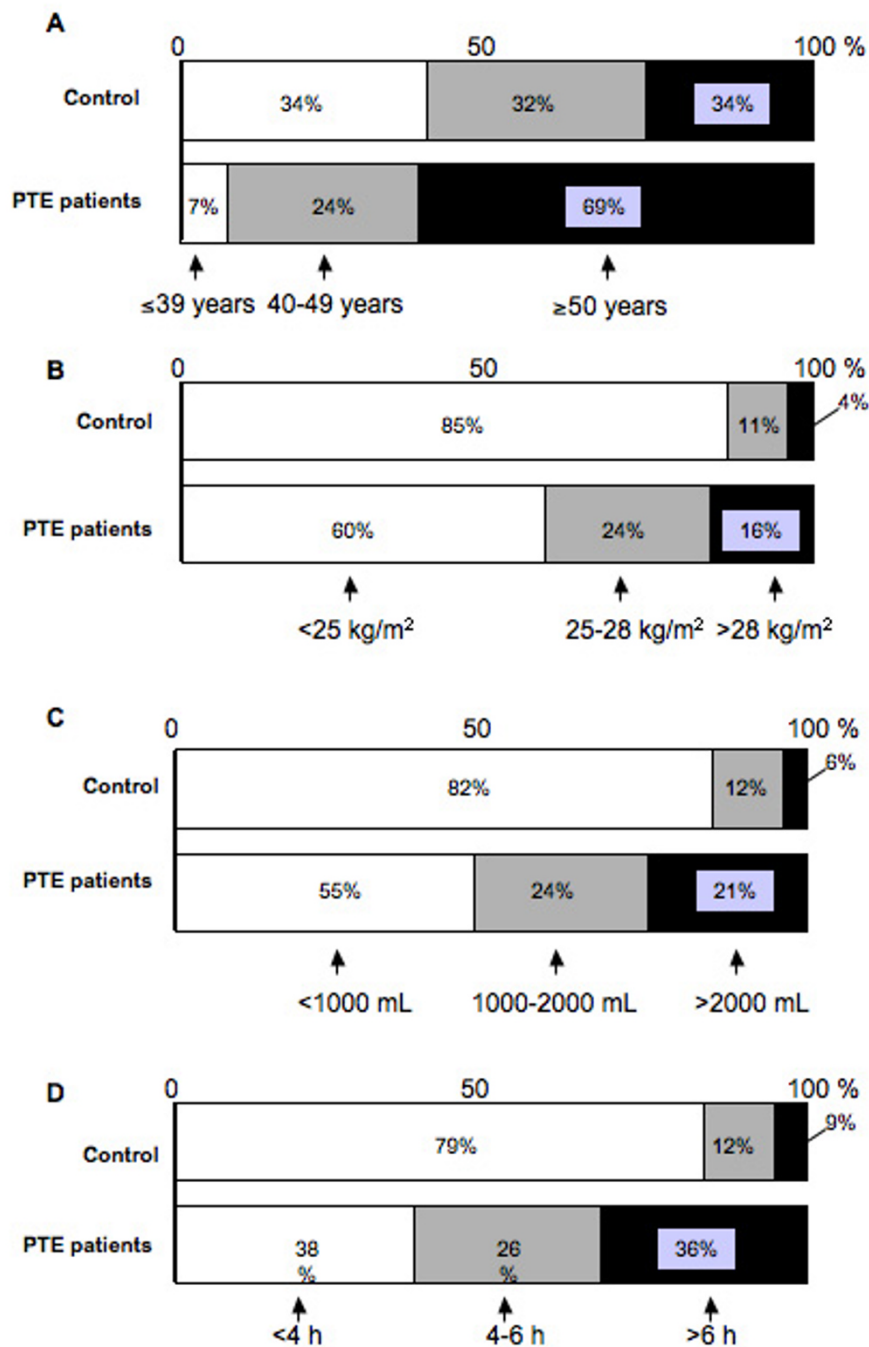 A
0 50 100 %
Control 34% 32% 34%
PTE patients 7% 24% 69%
≤39 years 40-49 years ≥50 years
B
0 50 100 %
4%
Control 85% 11%
PTE patients 60% 24% 16%
<25 kg/m² 25-28 kg/m² >28 kg/m²
C
0 50 100 %
6%
Control 82% 12%
PTE patients 55% 24% 21%
<1000 mL 1000-2000 mL >2000 mL
D
0 50 100 %
9%
Control 79% 12%
PTE patients 38 26 36%
% %
<4 h 4-6 h >6 h